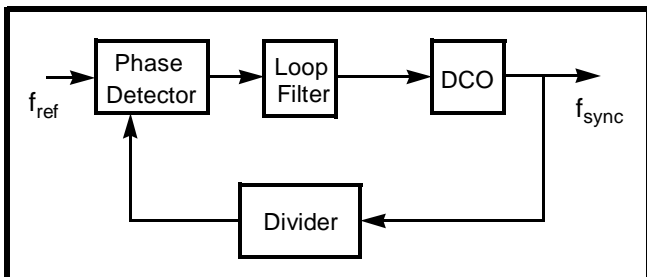 Phase
Detector
Loop
Filter
DCO
f_ref
f_sync
Divider